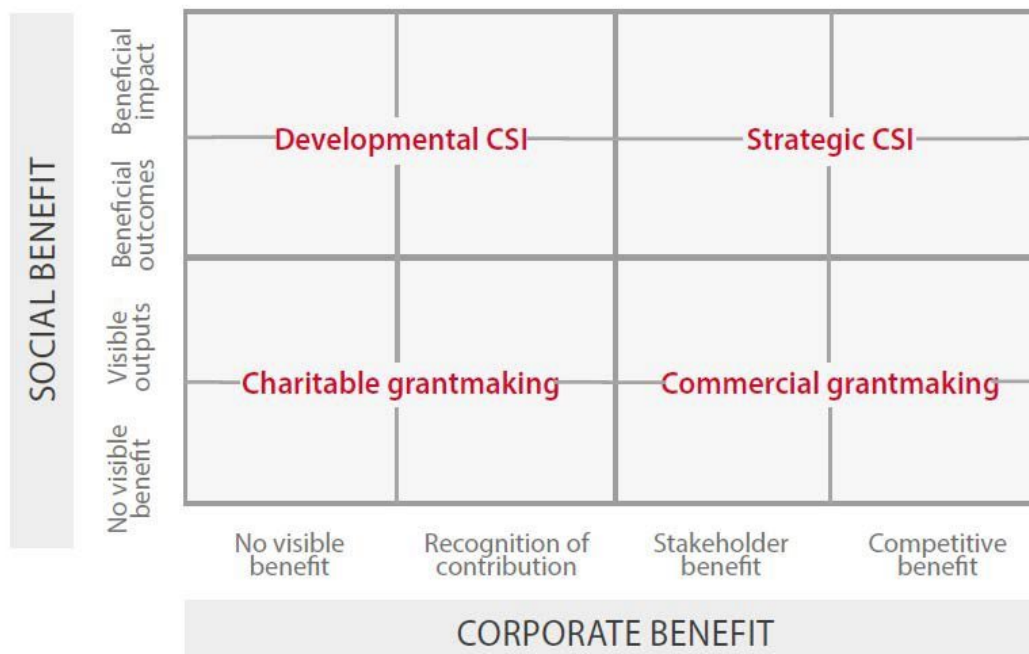 SOCIAL BENEFIT
Beneficial
impact
Beneficial
outcomes
Visible
outputs
No visible
benefit
Developmental CSI
Strategic CSI
Charitable grantmaking
Commercial grantmaking
No visible
benefit
Recognition of
contribution
Stakeholder
benefit
Competitive
benefit
CORPORATE BENEFIT